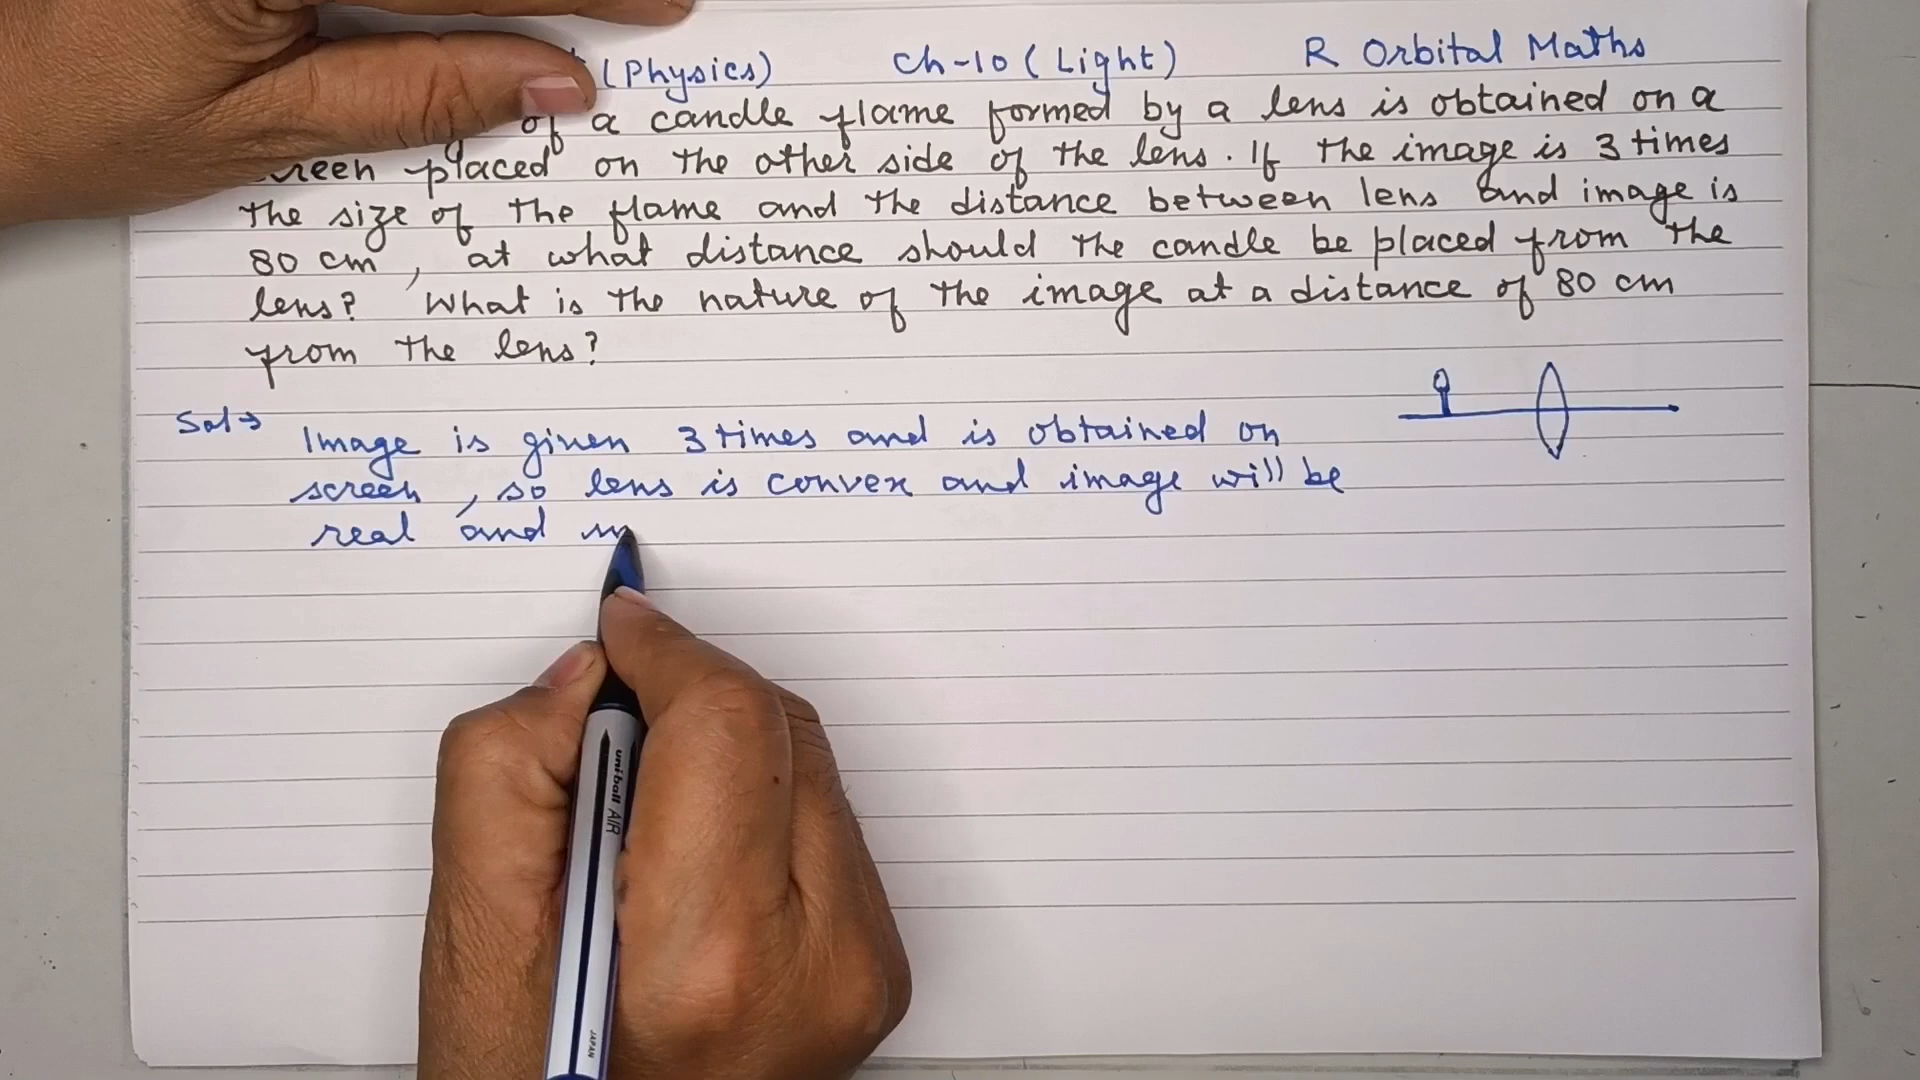 (Physics) Ch-10 (Light) R Orbital Maths
of a candle flame formed by a lens is obtained on a
placed on the other side of the lens. If the image is 3 times
the size of the flame and the distance between lens and image is
80 cm, at what distance should the candle be placed from the
lens? What is the nature of the image at a distance of 80 cm
from the lens?
Sol→ Image is given 3 times and is obtained on
screen, so lens is convex and image will be
real and
uniball AIR
JAPAN